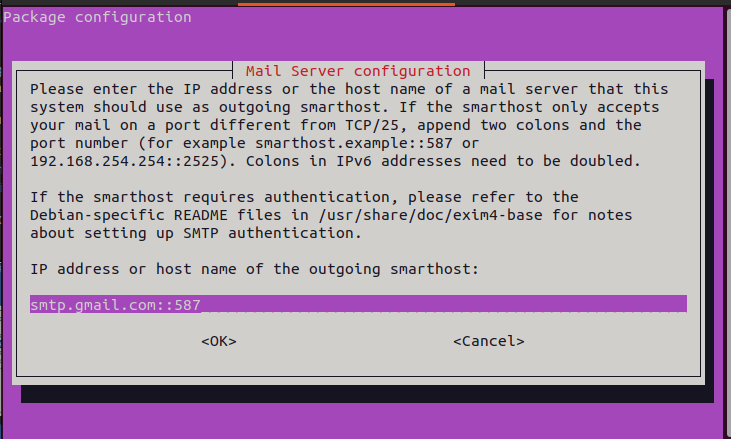 Package configuration
Mail Server configuration
Please enter the IP address or the host name of a mail server that this
system should use as outgoing smarthost. If the smarthost only accepts
your mail on a port different from TCP/25, append two colons and the
port number (for example smarthost.example::587 or
192.168.254.254::2525). Colons in IPv6 addresses need to be doubled.
If the smarthost requires authentication, please refer to the
Debian-specific README files in /usr/share/doc/exim4-base for notes
about setting up SMTP authentication.
IP address or host name of the outgoing smarthost:
smtp.gmail.com::587
<OK> <Cancel>